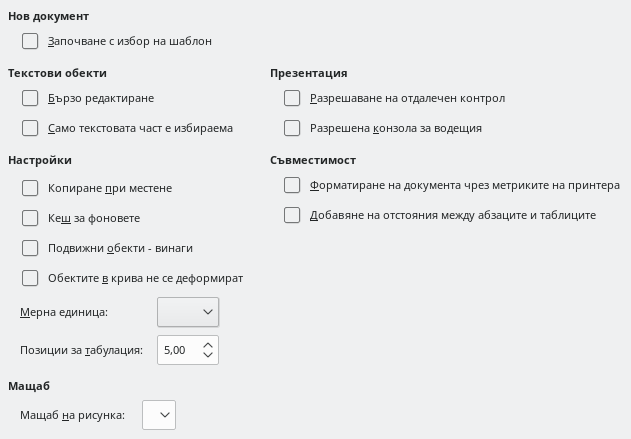 Нов документ
Започване с избор на шаблон
Текстови обекти
Бързо редактиране
Само текстовата част е избираема
Презентация
Разрешаване на отдалечен контрол
Разрешена конзола за водещия
Настройки
Копиране при местене
Кеш за фоновете
Подвижни обекти - винаги
Обектите в крива не се деформират
Мерна единица:
Позиции за табулация: 5,00
Съвместимост
Форматиране на документа чрез метриките на принтера
Добавяне на отстояния между абзаците и таблиците
Мащаб
Мащаб на рисунка: